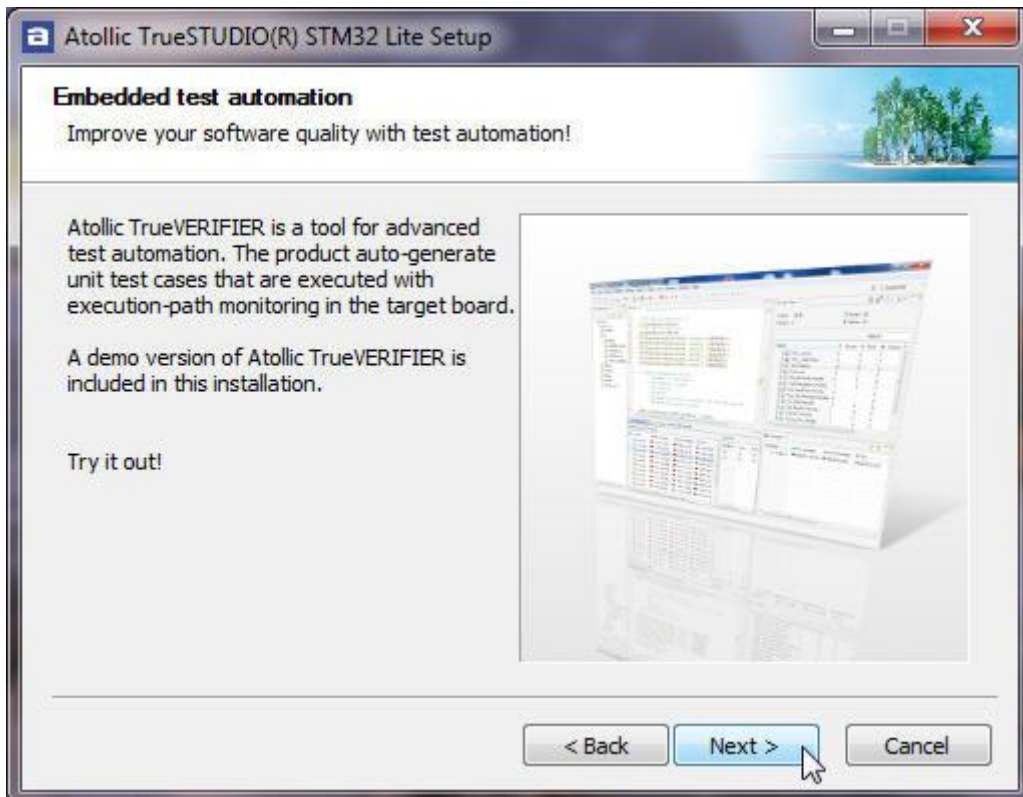 a Atollic TrueSTUDIO(R) STM32 Lite Setup
Embedded test automation
Improve your software quality with test automation!
Atollic TrueVERIFIER is a tool for advanced
test automation. The product auto-generate
unit test cases that are executed with
execution-path monitoring in the target board.
A demo version of Atollic TrueVERIFIER is
included in this installation.
Try it out!
< Back Next > Cancel